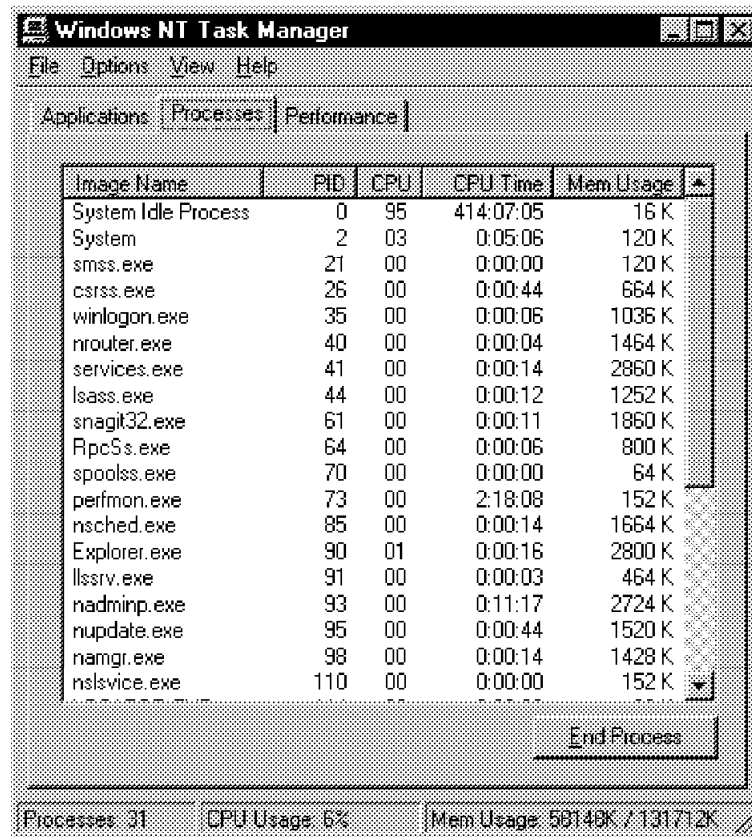 Windows NT Task Manager
File Options View Help
Applications Processes Performance
Image Name PID CPU CPU Time Mem Usage
System Idle Process 0 95 414:07:05 16 K
System 2 03 0:05:06 120 K
smss.exe 21 00 0:00:00 120 K
csrss.exe 26 00 0:00:44 664 K
winlogon.exe 35 00 0:00:06 1036 K
nrouter.exe 40 00 0:00:04 1464 K
services.exe 41 00 0:00:14 2860 K
lsass.exe 44 00 0:00:12 1252 K
snagit32.exe 61 00 0:00:11 1860 K
RpcSs.exe 64 00 0:00:06 800 K
spoolss.exe 70 00 0:00:00 64 K
perfmon.exe 73 00 2:18:08 152 K
nsched.exe 85 00 0:00:14 1664 K
Explorer.exe 90 01 0:00:16 2800 K
llssrv.exe 91 00 0:00:03 464 K
nadminp.exe 93 00 0:11:17 2724 K
nupdate.exe 95 00 0:00:44 1520 K
namgr.exe 98 00 0:00:14 1428 K
nslsvice.exe 110 00 0:00:00 152 K
End Process
Processes: 31 CPU Usage: 6% Mem Usage: 58148K / 131712K